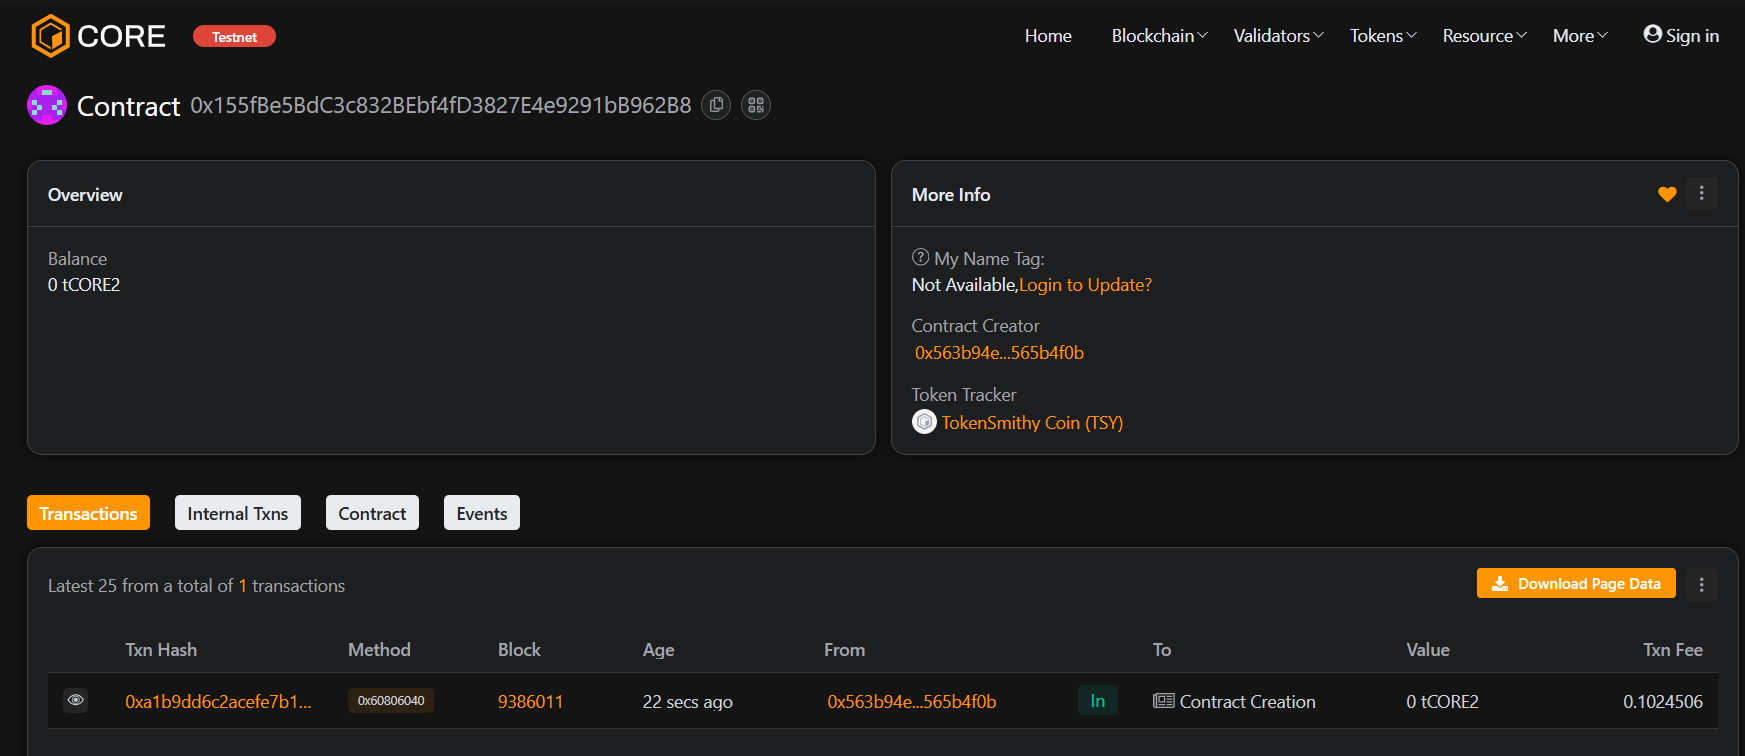 CORE Testnet Home Blockchain Validators Tokens Resource More Sign in
Contract 0x155fBe5BdC3c832BEbf4fD3827E4e9291bB962B8
Overview
Balance
0 tCORE2
More Info
My Name Tag:
Not Available,Login to Update?
Contract Creator
0x563b94e...565b4f0b
Token Tracker
TokenSmithy Coin (TSY)
Transactions Internal Txns Contract Events
Latest 25 from a total of 1 transactions
Download Page Data
Txn Hash Method Block Age From To Value Txn Fee
0xa1b9dd6c2acefe7b1... 0x60806040 9386011 22 secs ago 0x563b94e...565b4f0b In Contract Creation 0 tCORE2 0.1024506